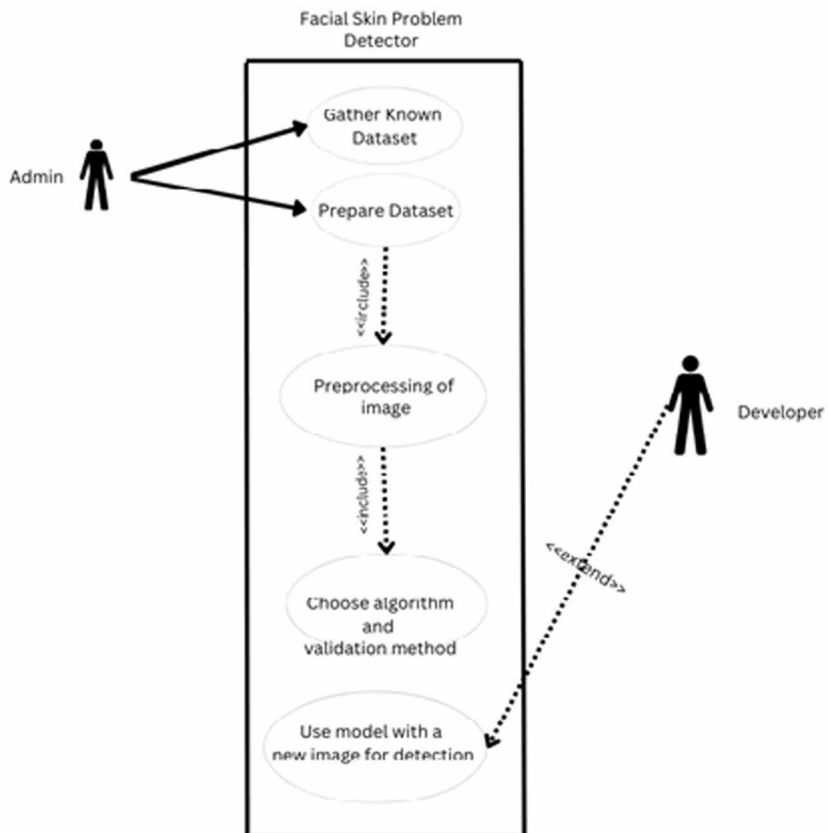 Facial Skin Problem
Detector
Gather Known
Dataset
Admin
Prepare Dataset
<<include>>
Preprocessing of
image
Developer
<<include>>
<<extend>>
Choose algorithm
and
validation method
Use model with a
new image for detection